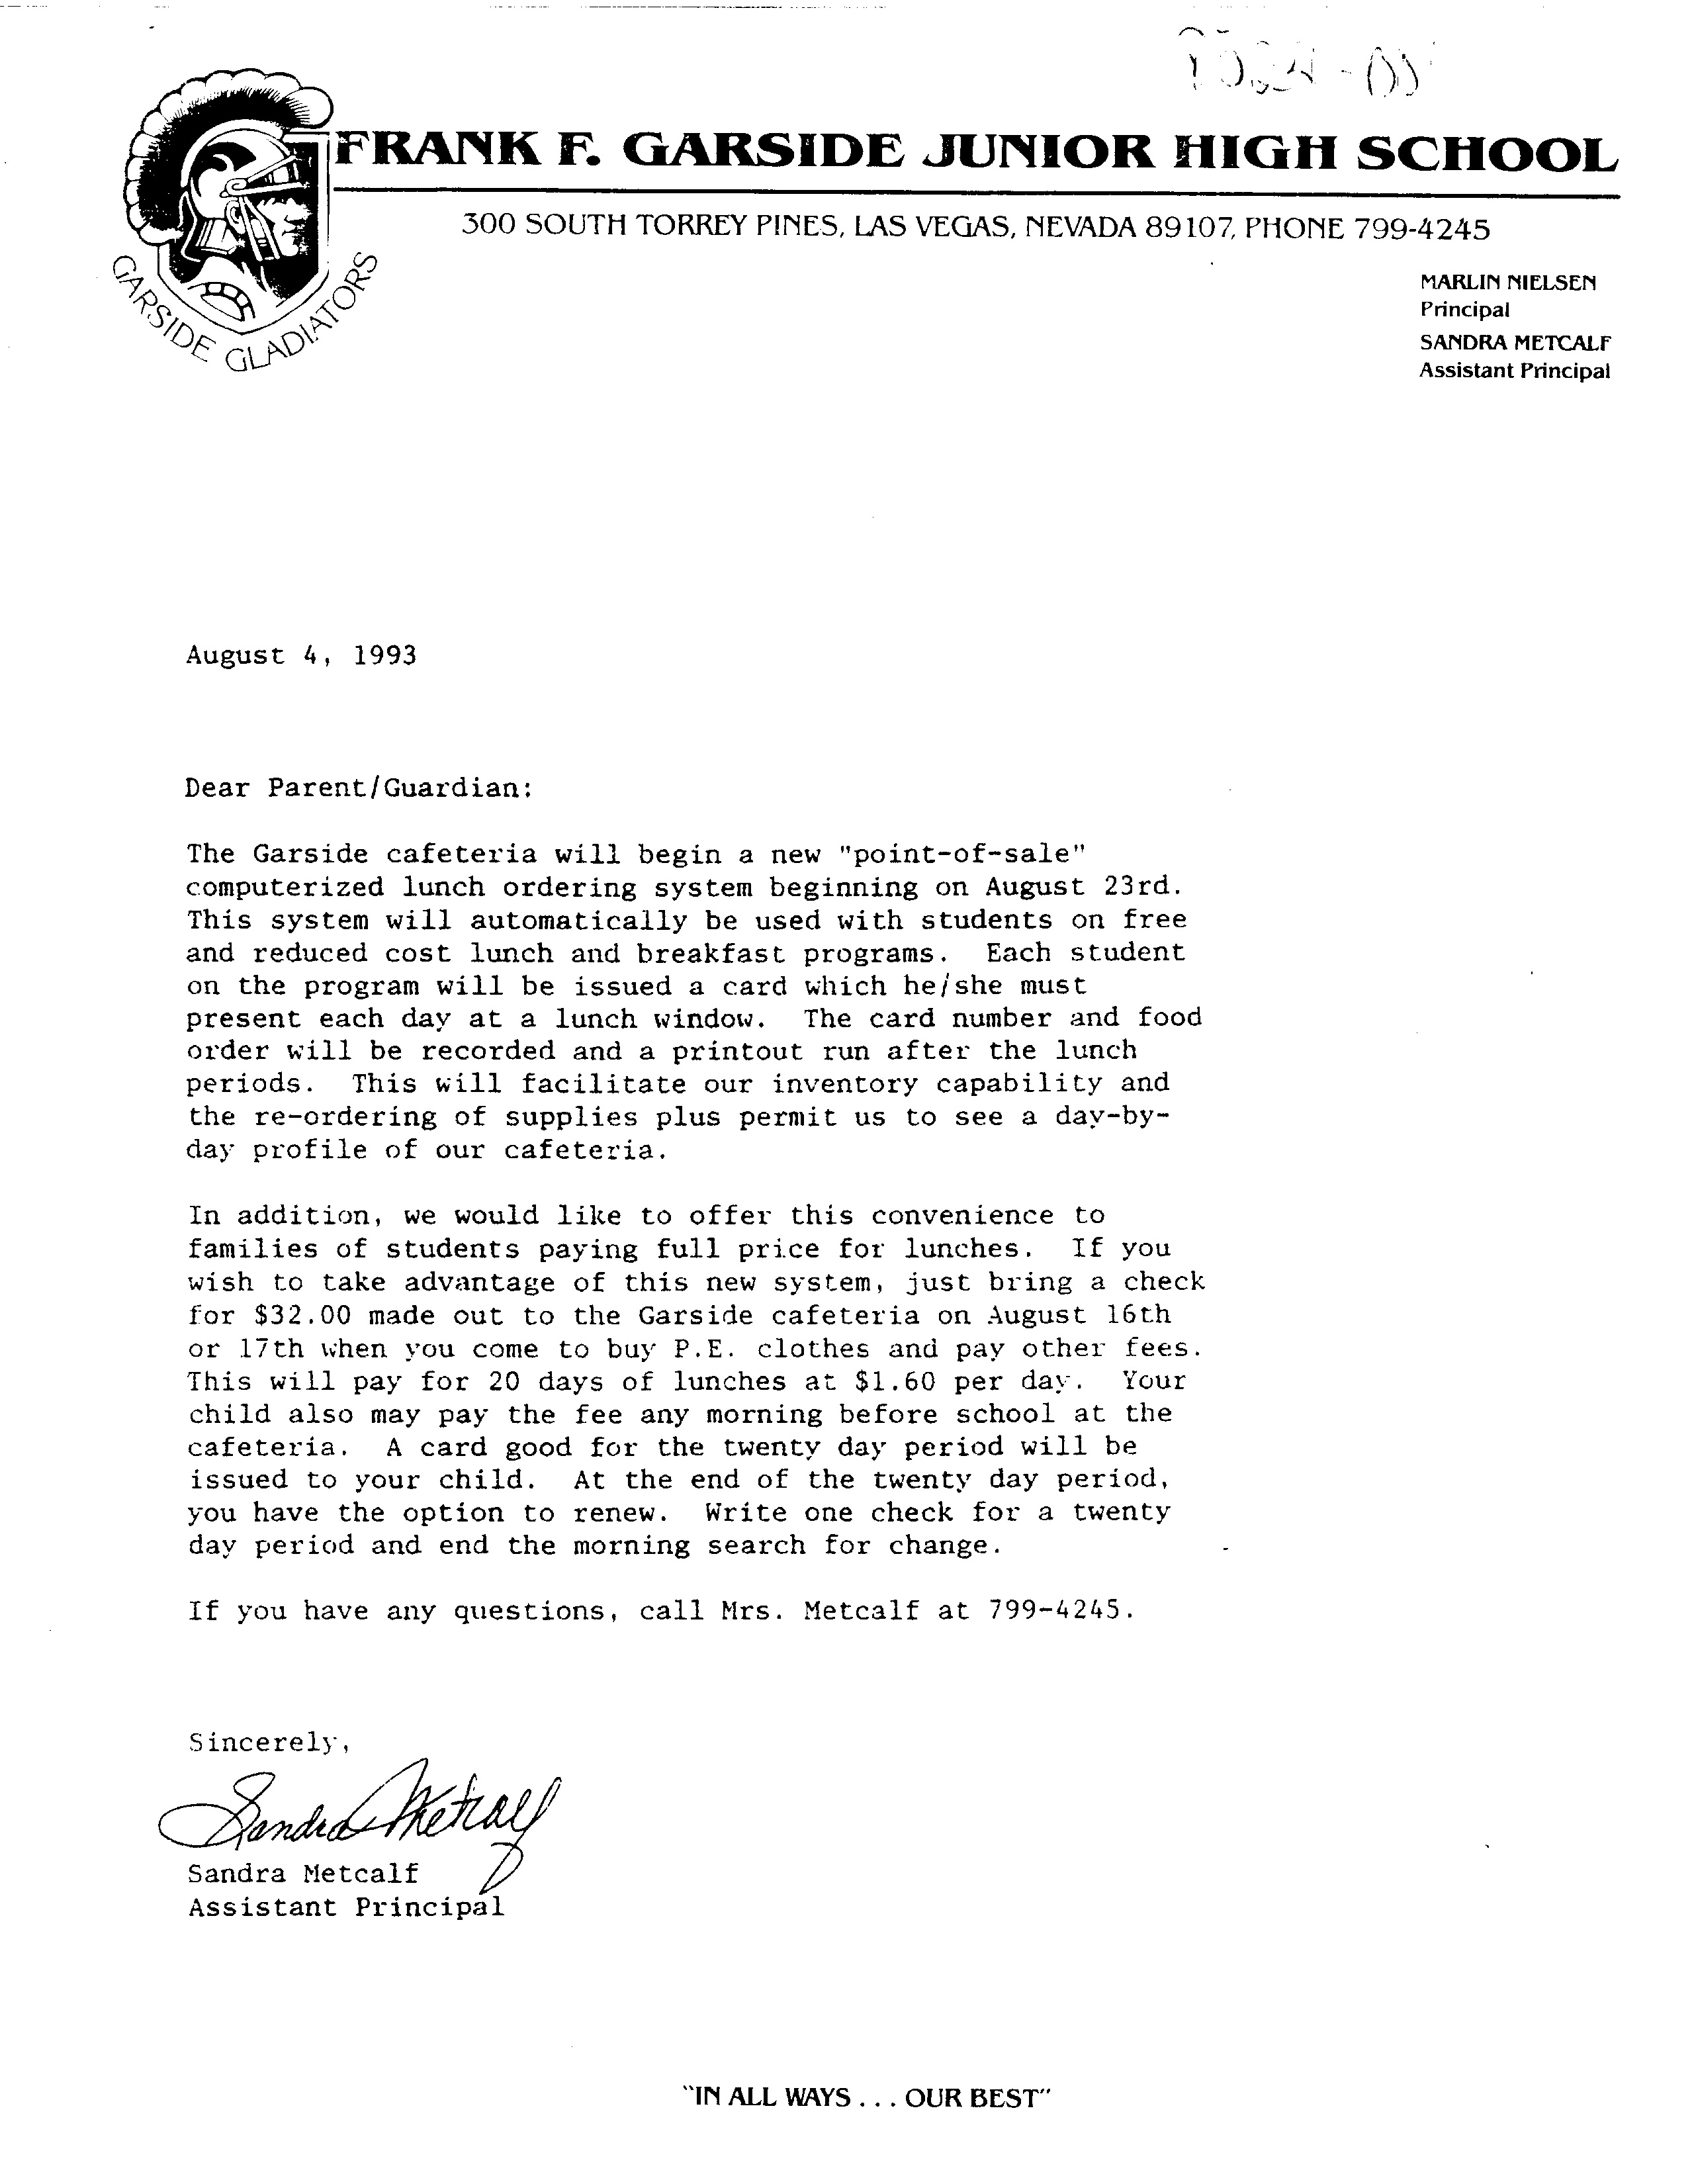 FRANK F. GARSIDE JUNIOR HIGH SCHOOL
300 SOUTH TORREY PINES, LAS VEGAS, NEVADA 89107, PHONE 799-4245
GARSIDE GLADIATORS
MARLIN NIELSEN
Principal
SANDRA METCALF
Assistant Principal
August 4, 1993
Dear Parent/Guardian:
The Garside cafeteria will begin a new "point-of-sale"
computerized lunch ordering system beginning on August 23rd.
This system will automatically be used with students on free
and reduced cost lunch and breakfast programs. Each student
on the program will be issued a card which he/she must
present each day at a lunch window. The card number and food
order will be recorded and a printout run after the lunch
periods. This will facilitate our inventory capability and
the re-ordering of supplies plus permit us to see a day-by-
day profile of our cafeteria.
In addition, we would like to offer this convenience to
families of students paying full price for lunches. If you
wish to take advantage of this new system, just bring a check
for $32.00 made out to the Garside cafeteria on August 16th
or 17th when you come to buy P.E. clothes and pay other fees.
This will pay for 20 days of lunches at $1.60 per day. Your
child also may pay the fee any morning before school at the
cafeteria. A card good for the twenty day period will be
issued to your child. At the end of the twenty day period,
you have the option to renew. Write one check for a twenty
day period and end the morning search for change.
If you have any questions, call Mrs. Metcalf at 799-4245.
Sincerely,
Sandra Metcalf
Sandra Metcalf
Assistant Principal
"IN ALL WAYS . . . OUR BEST"